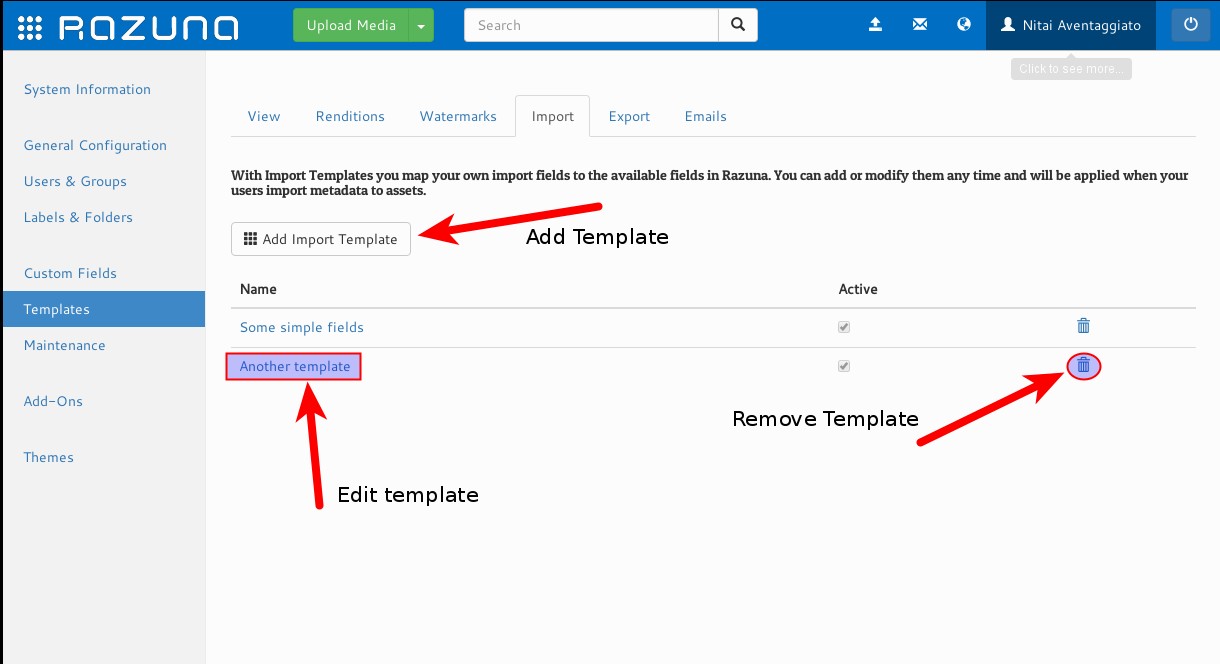 RAZUNA
Upload Media
Search
Nitai Aventaggiato
Click to see more...
System Information
General Configuration
Users & Groups
Labels & Folders
Custom Fields
Templates
Maintenance
Add-Ons
Themes
View
Renditions
Watermarks
Import
Export
Emails
With Import Templates you map your own import fields to the available fields in Razuna. You can add or modify them any time and will be applied when your
users import metadata to assets.
Add Import Template
Add Template
Name
Active
Some simple fields
Another template
Remove Template
Edit template